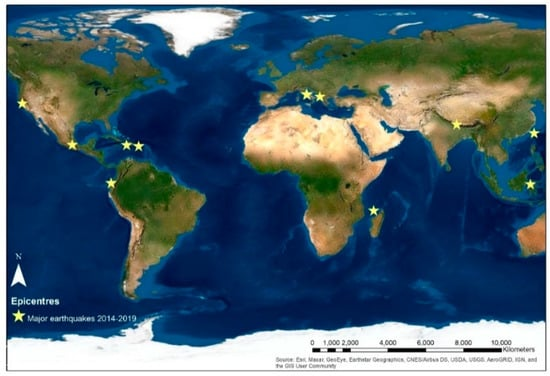 N
Epicentres
Major earthquakes 2014-2019
0 1,000 2,000 4,000 6,000 8,000 10,000
Kilometers
Source: Esri, Maxar, GeoEye, Earthstar Geographics, CNES/Airbus DS, USDA, USGS, AeroGRID, IGN, and
the GIS User Community